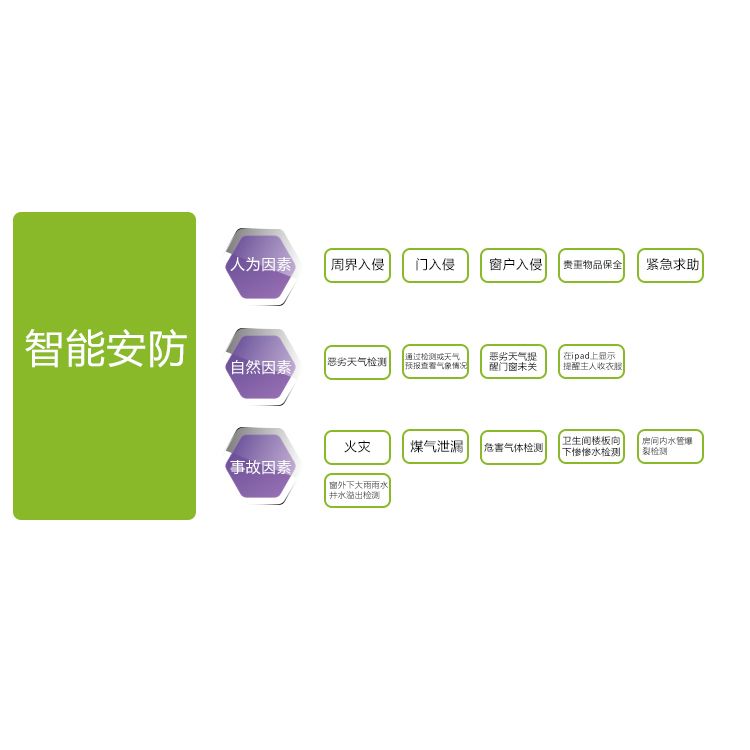 智能安防
人为因素
周界入侵
门入侵
窗户入侵
贵重物品保全
紧急求助
自然因素
恶劣天气检测
通过检测或天气
预报查看气象情况
恶劣天气提
醒门窗未关
在ipad上显示
提醒主人收衣服
事故因素
火灾
煤气泄漏
危害气体检测
卫生间楼板向
下惨惨水检测
房间内水管爆
裂检测
窗外下大雨雨水
井水溢出检测